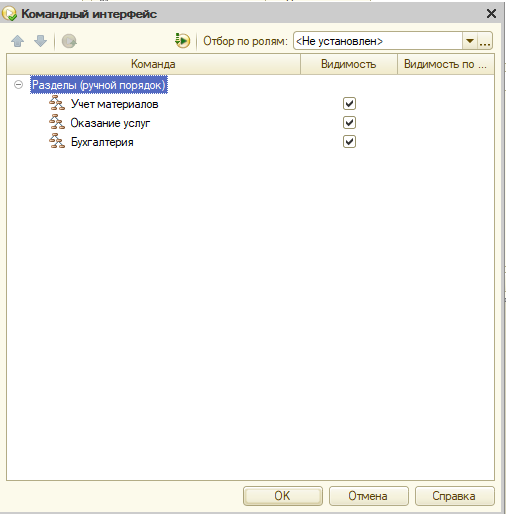 Командный интерфейс
Отбор по ролям: <Не установлен>
Команда Видимость Видимость по ...
Разделы (ручной порядок)
Учет материалов
Оказание услуг
Бухгалтерия
OK Отмена Справка